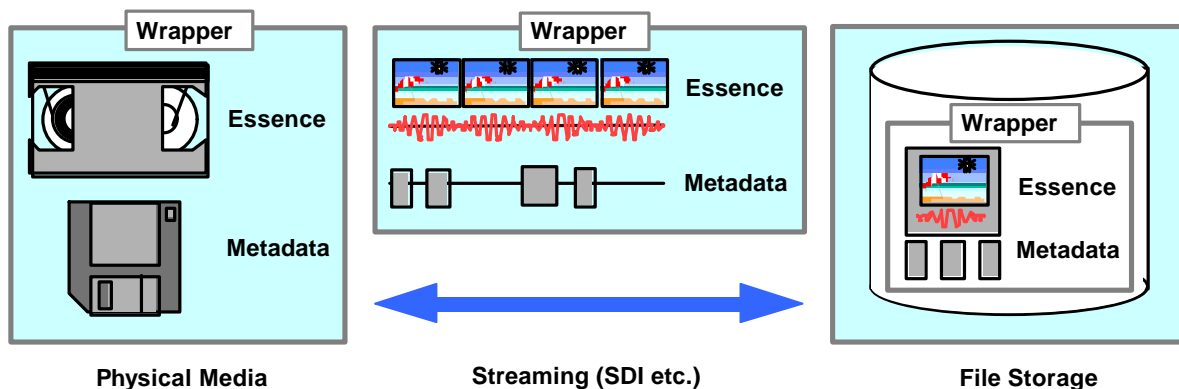 Wrapper
Essence
Metadata
Physical Media
Wrapper
Essence
Metadata
Streaming (SDI etc.)
Wrapper
Essence
Metadata
File Storage